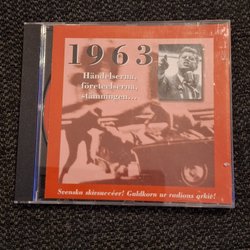 1963
Händelserna,
företeelserna,
stämningen...
Svenska skivsuccéer! Guldkorn ur radions arkiv!